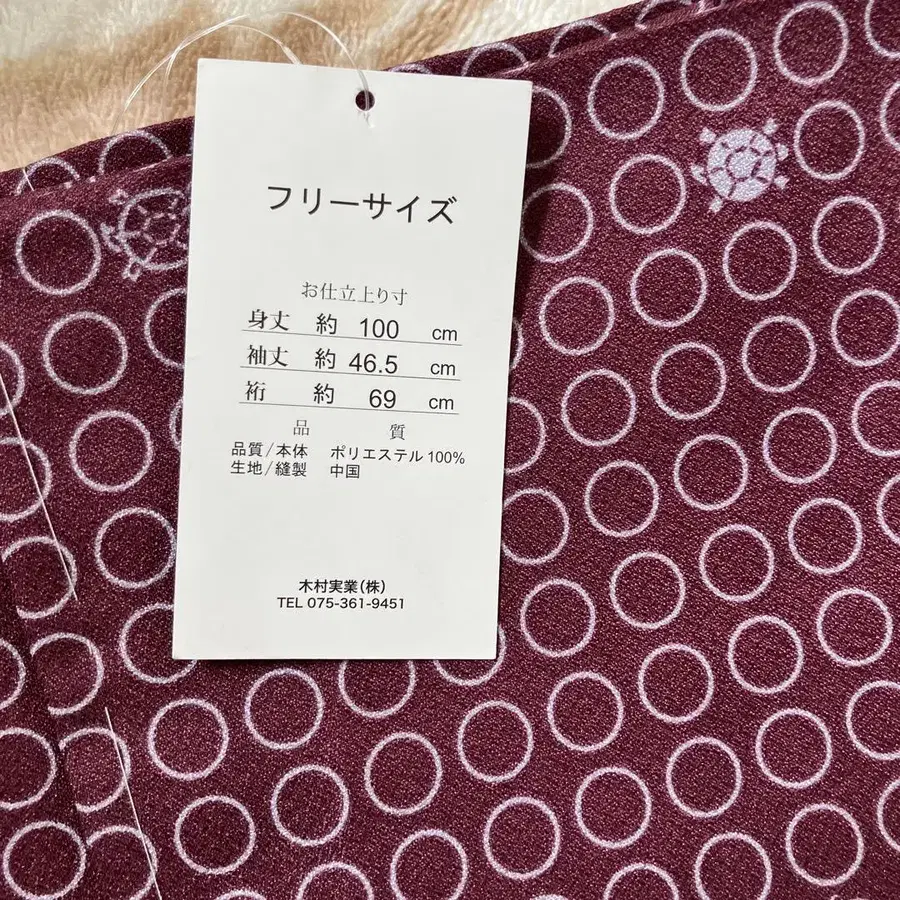 フリーサイズ
お仕立上り寸
身丈 約 100 cm
袖丈 約 46.5 cm
裄 約 69 cm
品 質
品質/本体 ポリエステル 100%
生地/縫製 中国
木村実業(株)
TEL 075-361-9451